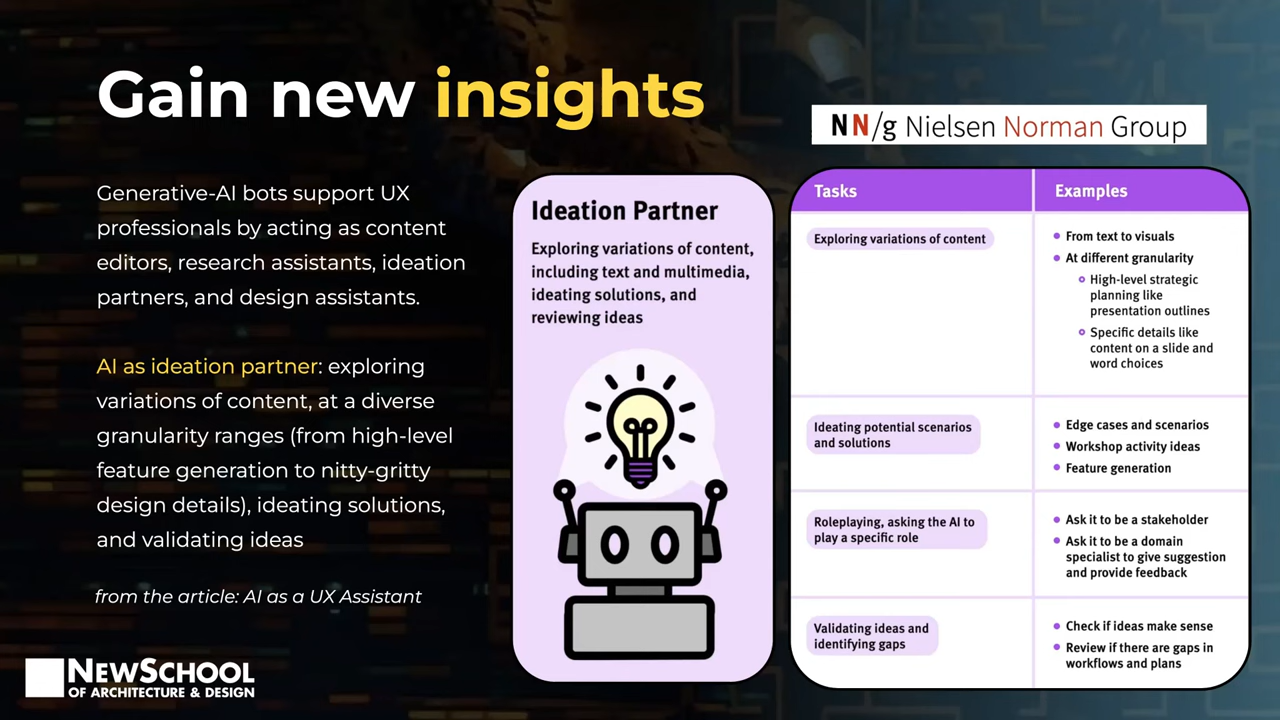 Gain new insights
NN/g Nielsen Norman Group
Generative-AI bots support UX
professionals by acting as content
editors, research assistants, ideation
partners, and design assistants.
AI as ideation partner: exploring
variations of content, at a diverse
granularity ranges (from high-level
feature generation to nitty-gritty
design details), ideating solutions,
and validating ideas
from the article: AI as a UX Assistant
NEWSCHOOL
OF ARCHITECTURE & DESIGN
Ideation Partner
Exploring variations of content,
including text and multimedia,
ideating solutions, and
reviewing ideas
Tasks
Examples
Exploring variations of content
From text to visuals
At different granularity
High-level strategic
planning like
presentation outlines
Specific details like
content on a slide and
word choices
Ideating potential scenarios
and solutions
Edge cases and scenarios
Workshop activity ideas
Feature generation
Roleplaying, asking the AI to
play a specific role
Ask it to be a stakeholder
Ask it to be a domain
specialist to give suggestion
and provide feedback
Validating ideas and
identifying gaps
Check if ideas make sense
Review if there are gaps in
workflows and plans